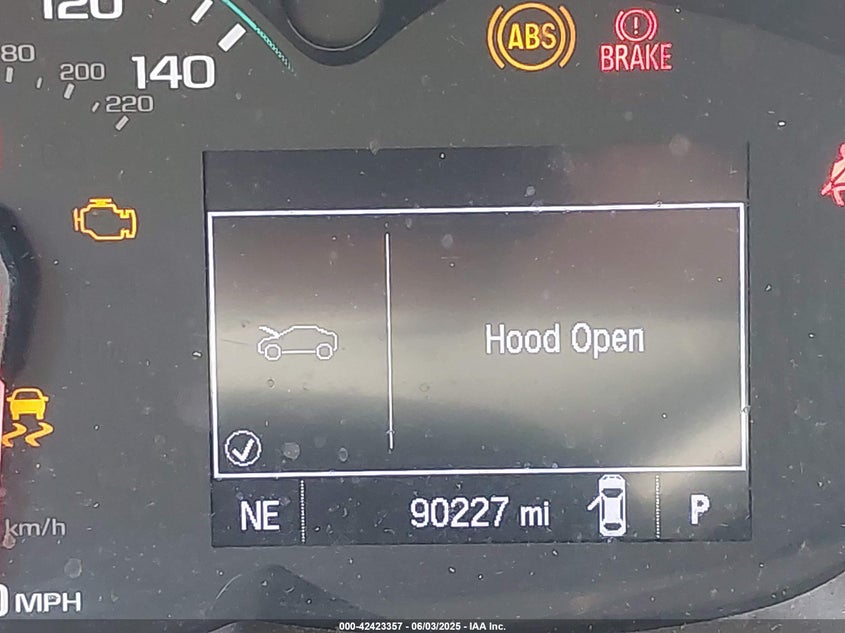 120
140
80
200
220
ABS
BRAKE
Hood Open
NE
90227 mi
P
km/h
MPH
000-42423357 - 06/03/2025 - IAA Inc.